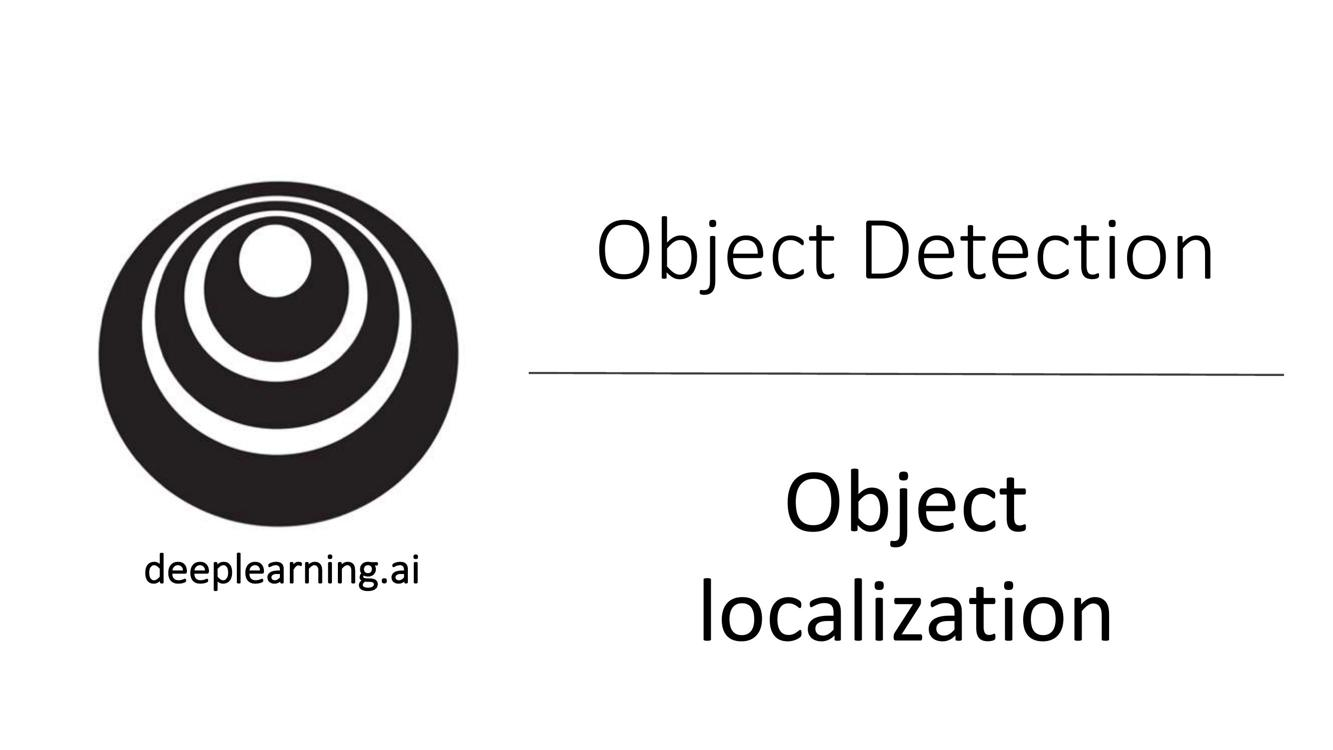 Object Detection
Object
localization
deeplearning.ai